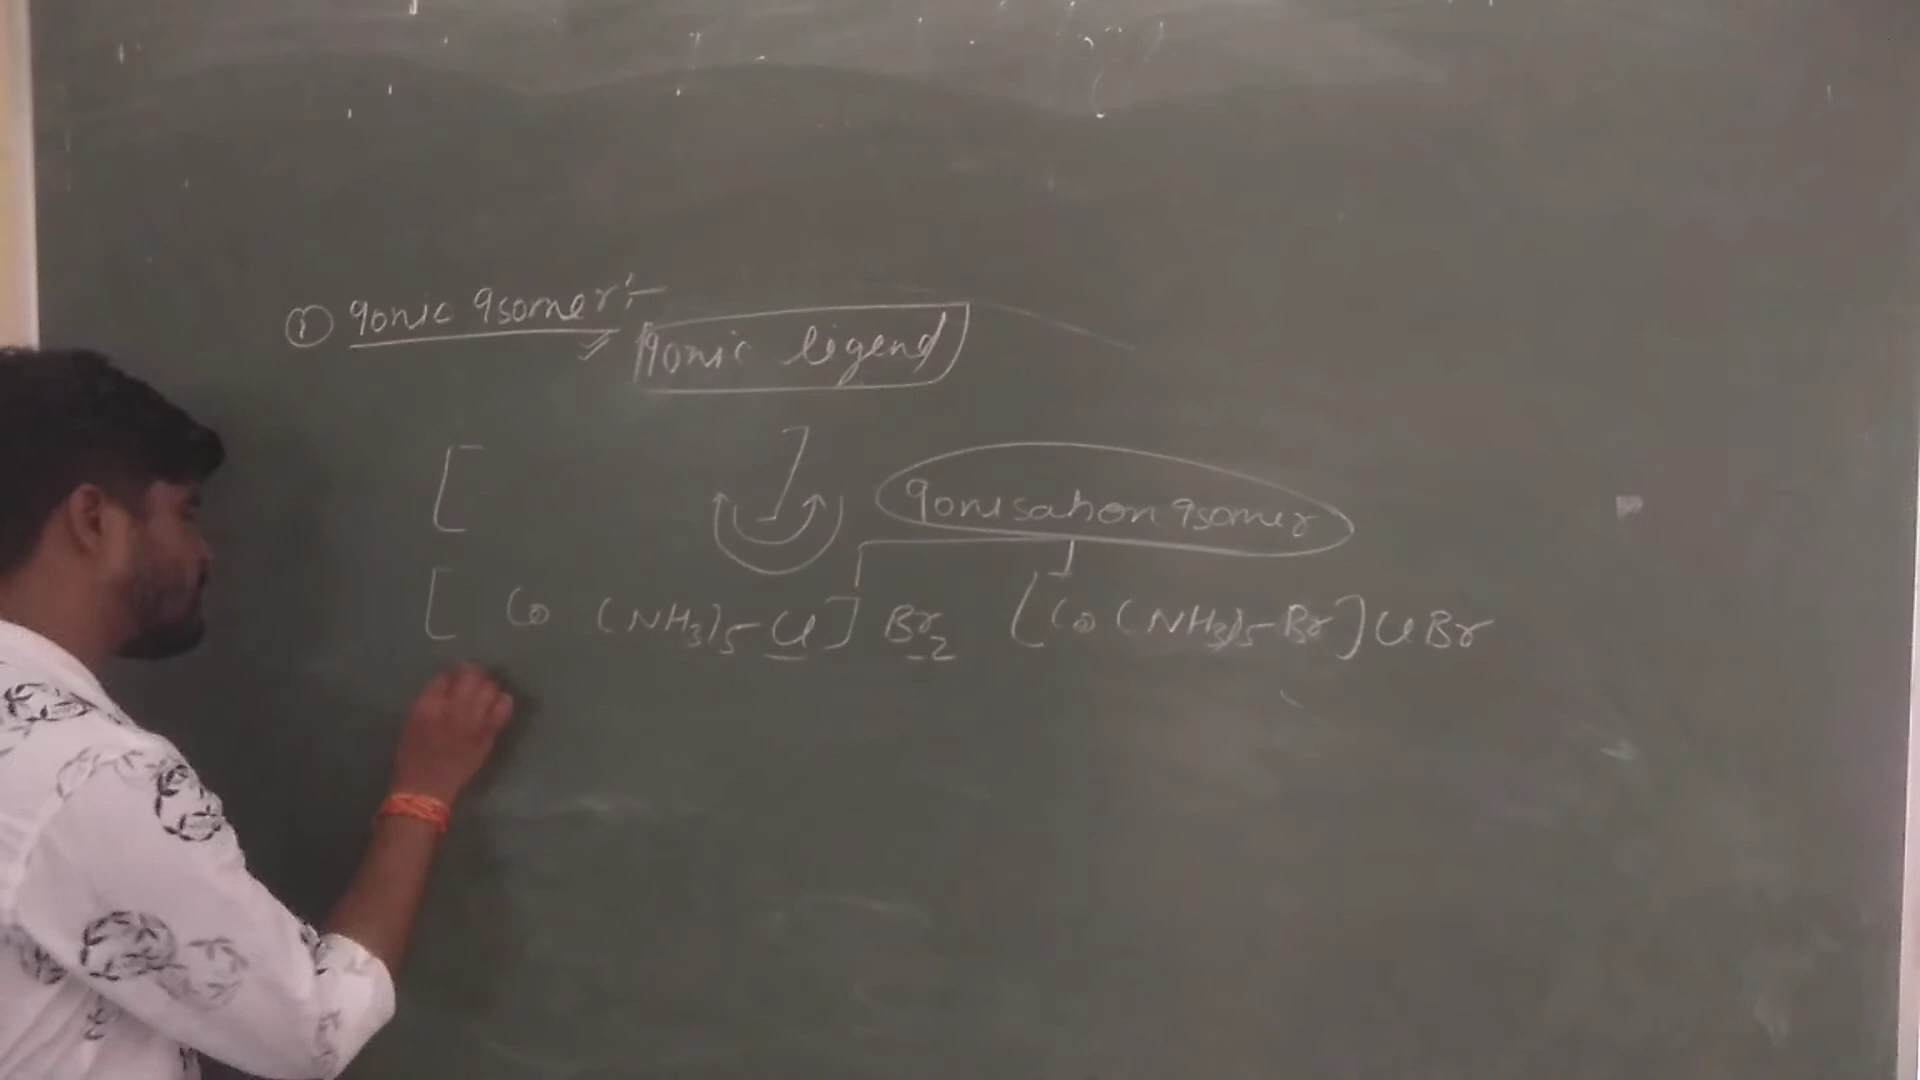 ① Ionic Isomer :-
Ionic ligend
[ ] Ionisation Isomer
[ Co (NH3)5-Cl ] Br2 [Co(NH3)5-Br]ClBr